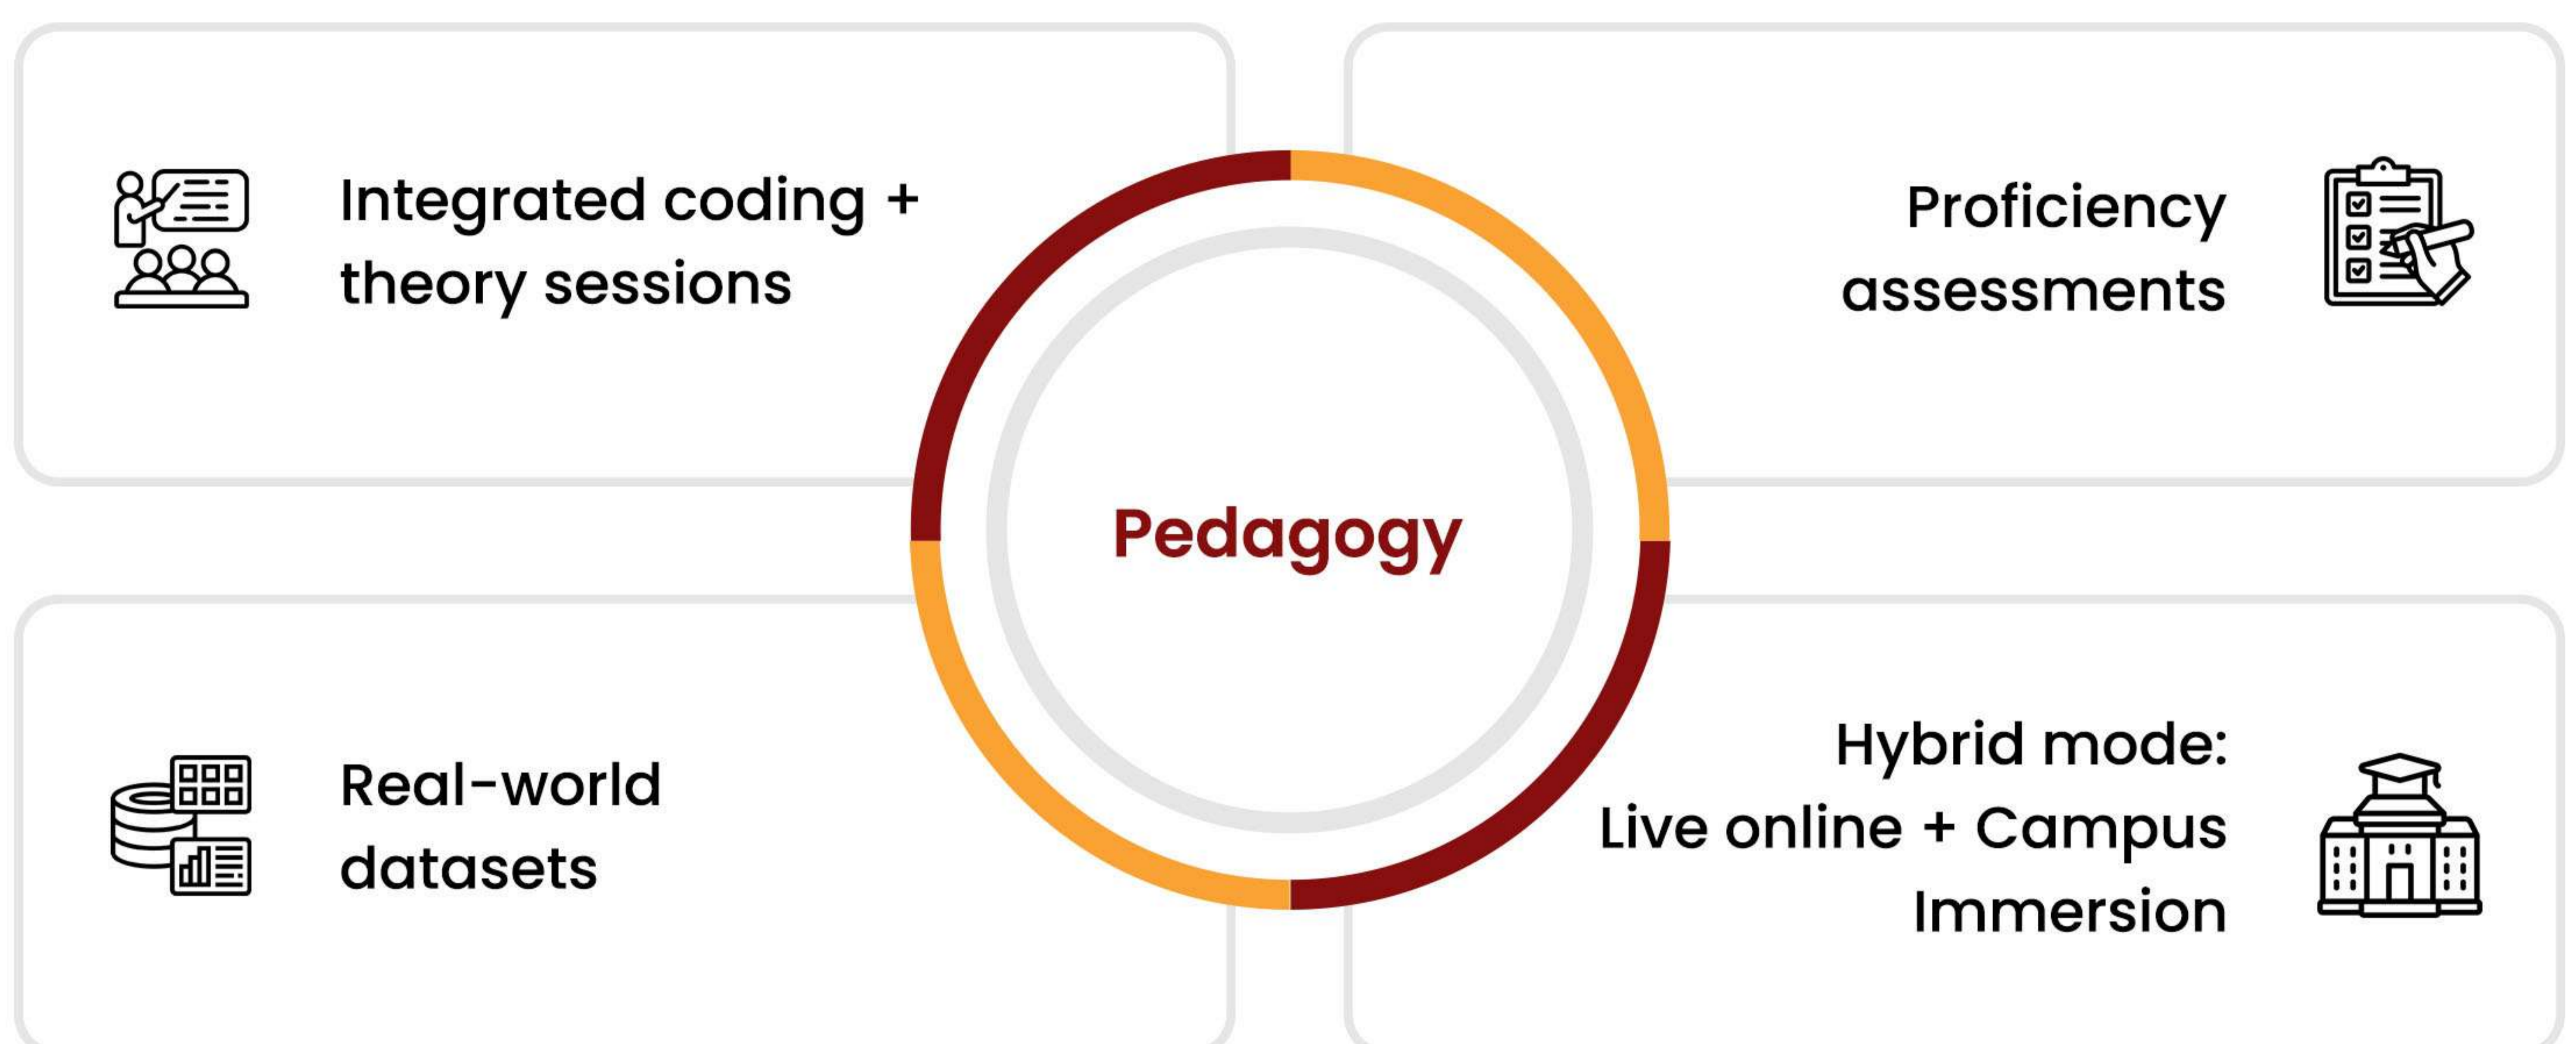 Integrated coding +
theory sessions
Proficiency
assessments
Pedagogy
Real-world
datasets
Hybrid mode:
Live online + Campus
Immersion